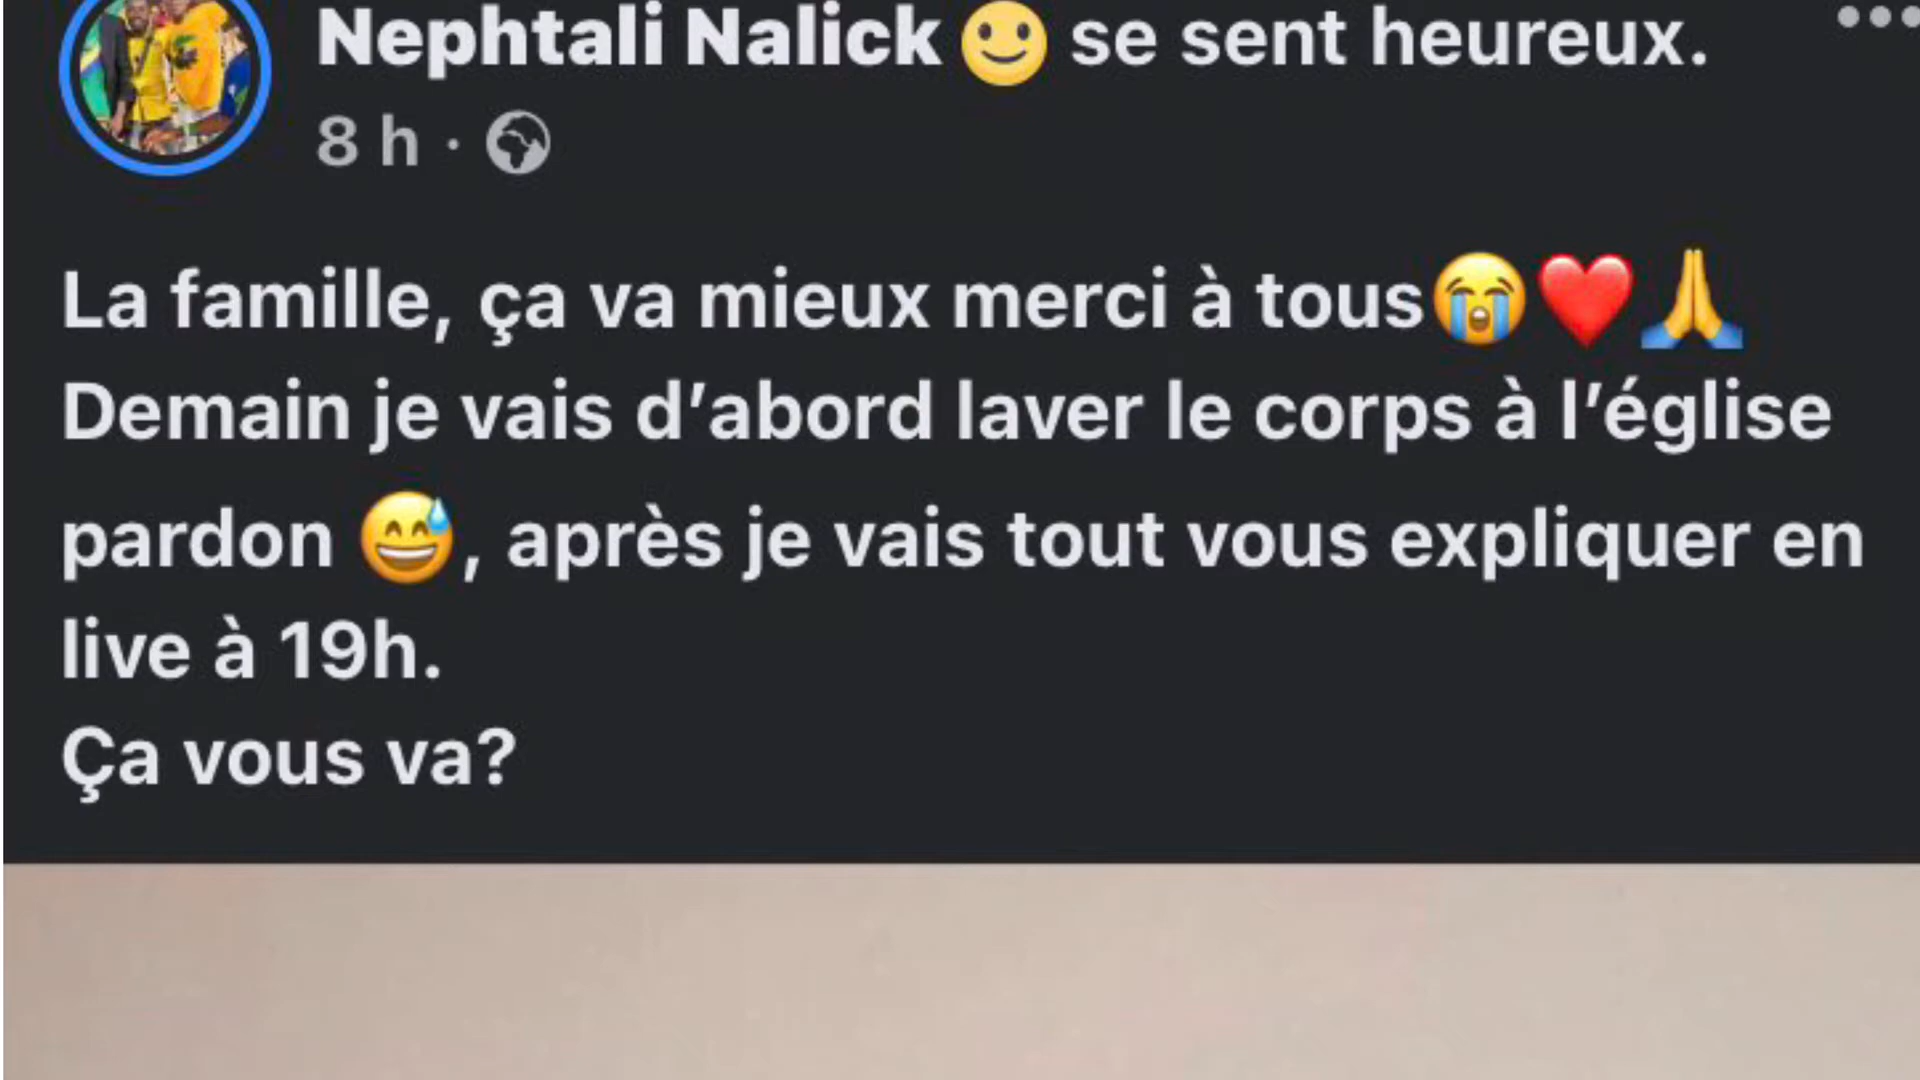 Nephtali Nalick 🙂 se sent heureux.
8 h ·
La famille, ça va mieux merci à tous😭❤️🙏
Demain je vais d’abord laver le corps à l’église
pardon 😅, après je vais tout vous expliquer en
live à 19h.
Ça vous va?